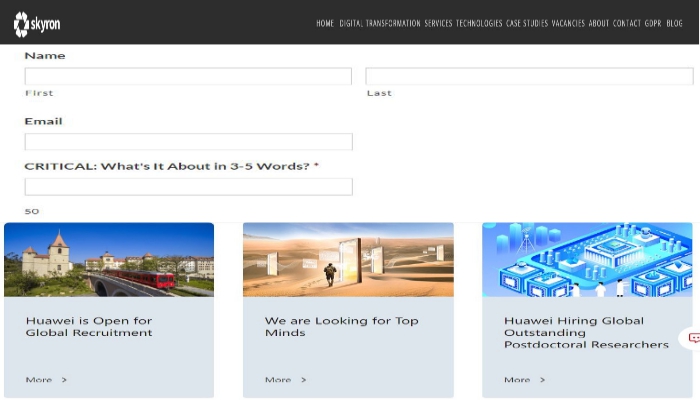 skyron
HOME DIGITAL TRANSFORMATION SERVICES TECHNOLOGIES CASE STUDIES VACANCIES ABOUT CONTACT GDPR BLOG
Name
First Last
Email
CRITICAL: What's It About in 3-5 Words? *
50
Huawei is Open for
Global Recruitment
More >
We are Looking for Top
Minds
More >
Huawei Hiring Global
Outstanding
Postdoctoral Researchers
More >